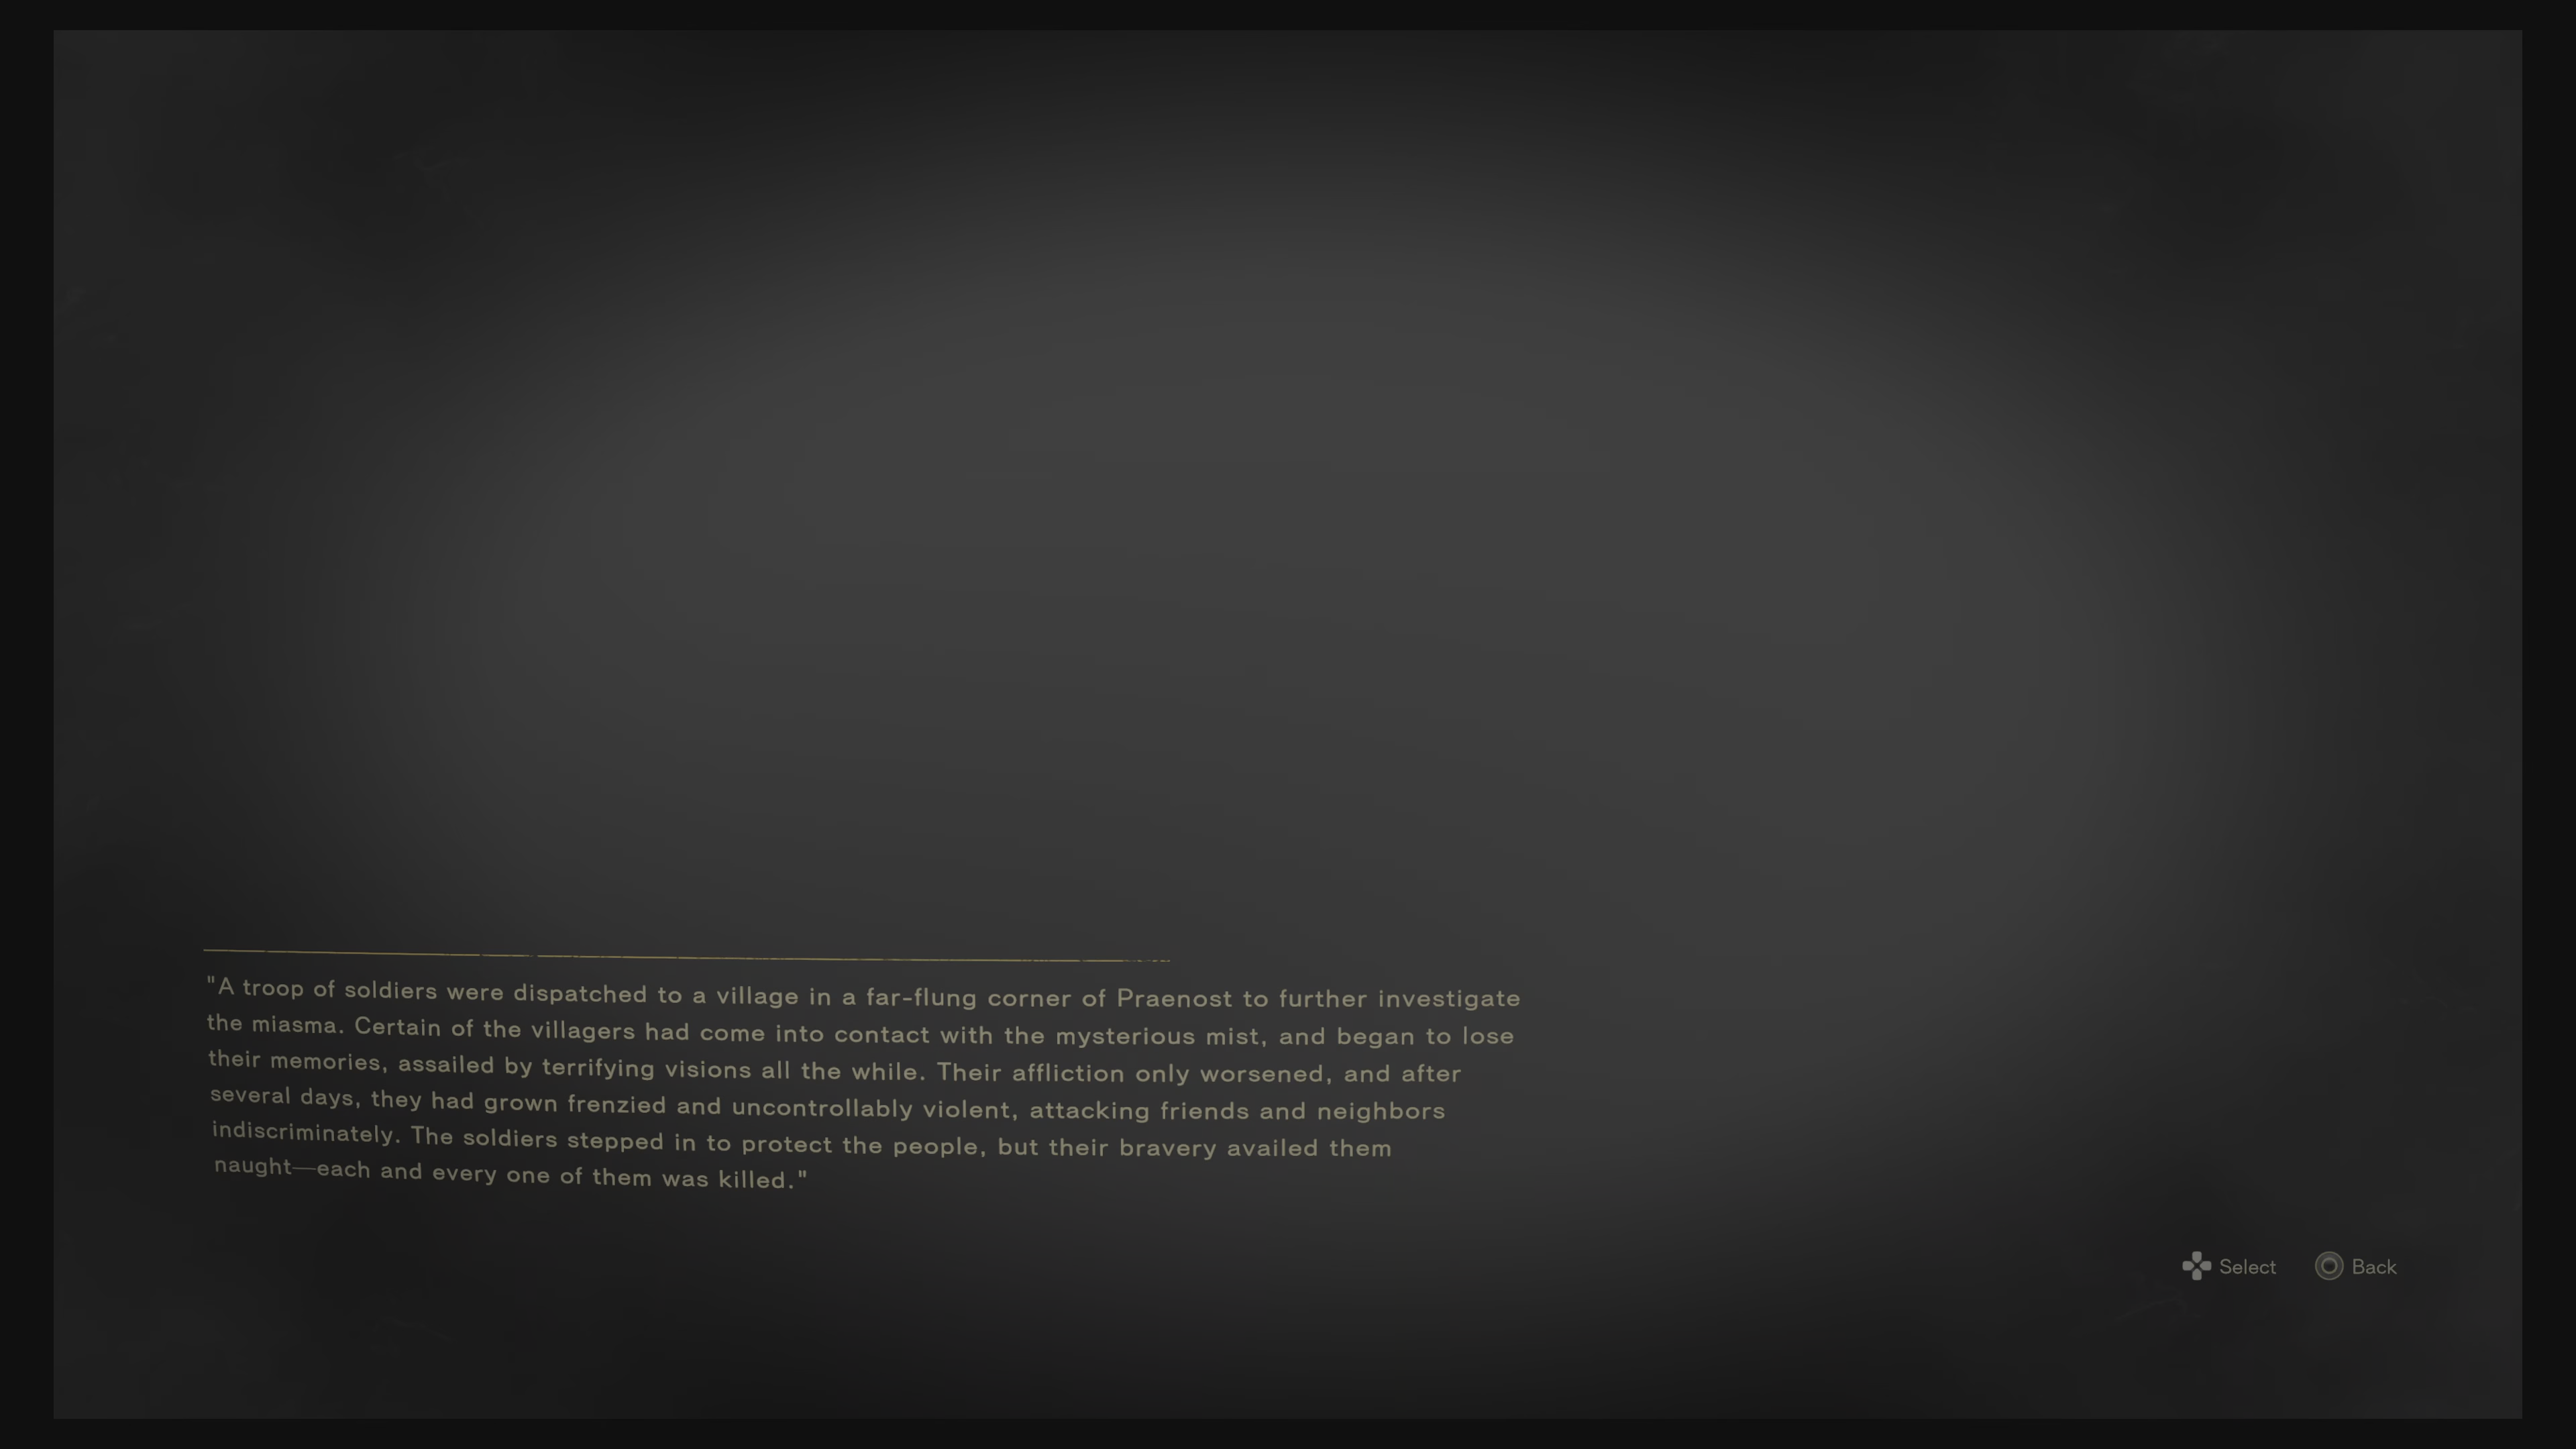 "A troop of soldiers were dispatched to a village in a far-flung corner of Praenost to further investigate
the miasma. Certain of the villagers had come into contact with the mysterious mist, and began to lose
their memories, assailed by terrifying visions all the while. Their affliction only worsened, and after
several days, they had grown frenzied and uncontrollably violent, attacking friends and neighbors
indiscriminately. The soldiers stepped in to protect the people, but their bravery availed them
naught—each and every one of them was killed."
Select
Back